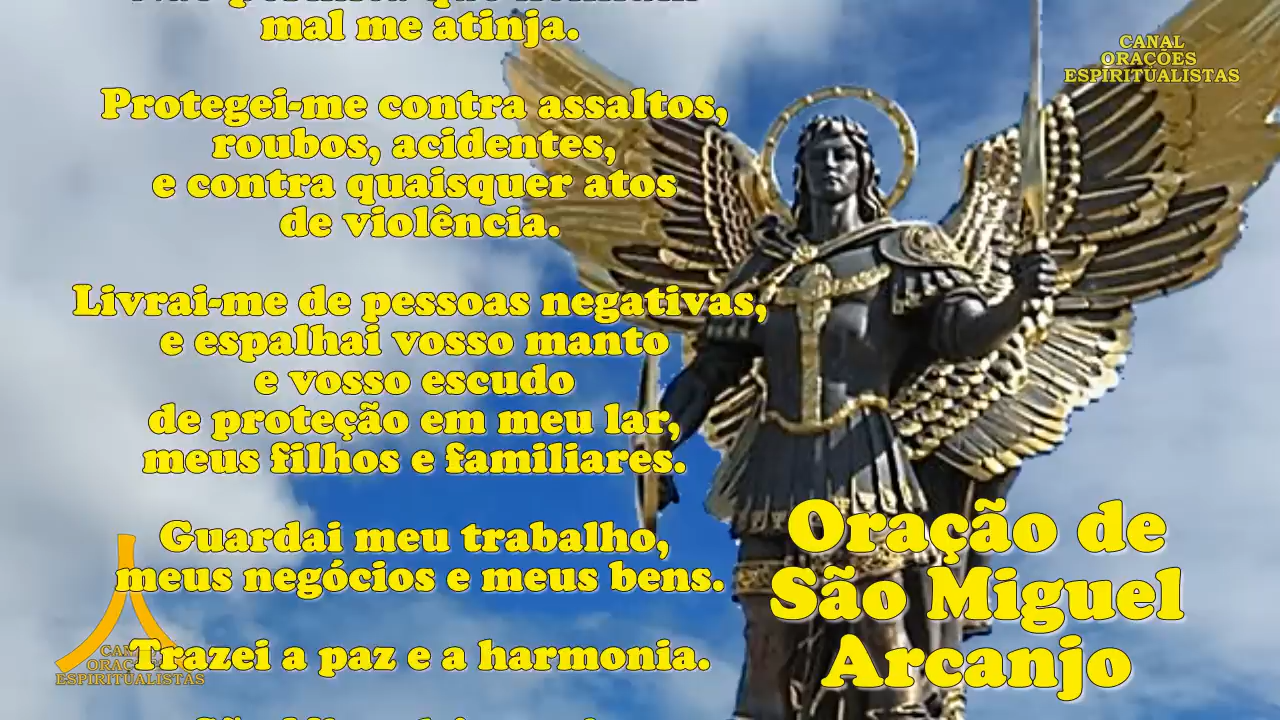 mal me atinja.
Protegei-me contra assaltos,
roubos, acidentes,
e contra quaisquer atos
de violência.
Livrai-me de pessoas negativas,
e espalhai vosso manto
e vosso escudo
de proteção em meu lar,
meus filhos e familiares.
Guardai meu trabalho,
meus negócios e meus bens.
Trazei a paz e a harmonia.
CANAL
ORAÇÕES
ESPIRITUALISTAS
Oração de
São Miguel
Arcanjo
ESPIRITUALISTAS